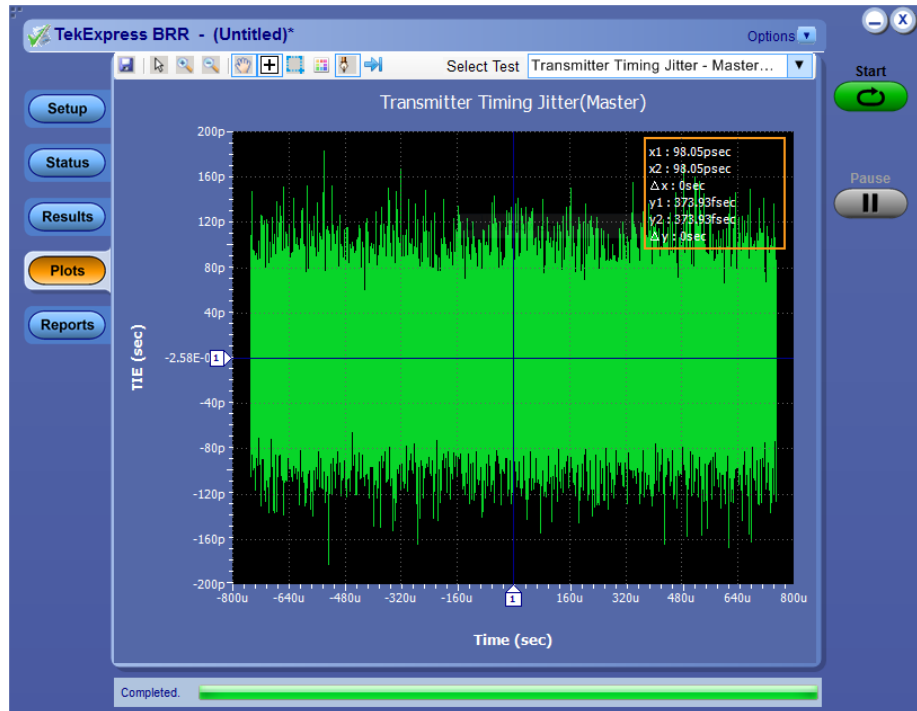 TekExpress BRR - (Untitled)*
Options
Select Test
Transmitter Timing Jitter - Master...
Start
Setup
Status
Results
Plots
Reports
Pause
Transmitter Timing Jitter(Master)
x1 : 98.05psec
x2 : 98.05psec
Δx : 0sec
y1 : 373.93fsec
y2 : 373.93fsec
Δy : 0sec
200p
160p
120p
80p
40p
-2.58E-0
1
-40p
-80p
-120p
-160p
-200p
TIE (sec)
-800u -640u -480u -320u -160u 1 160u 320u 480u 640u 800u
Time (sec)
Completed.